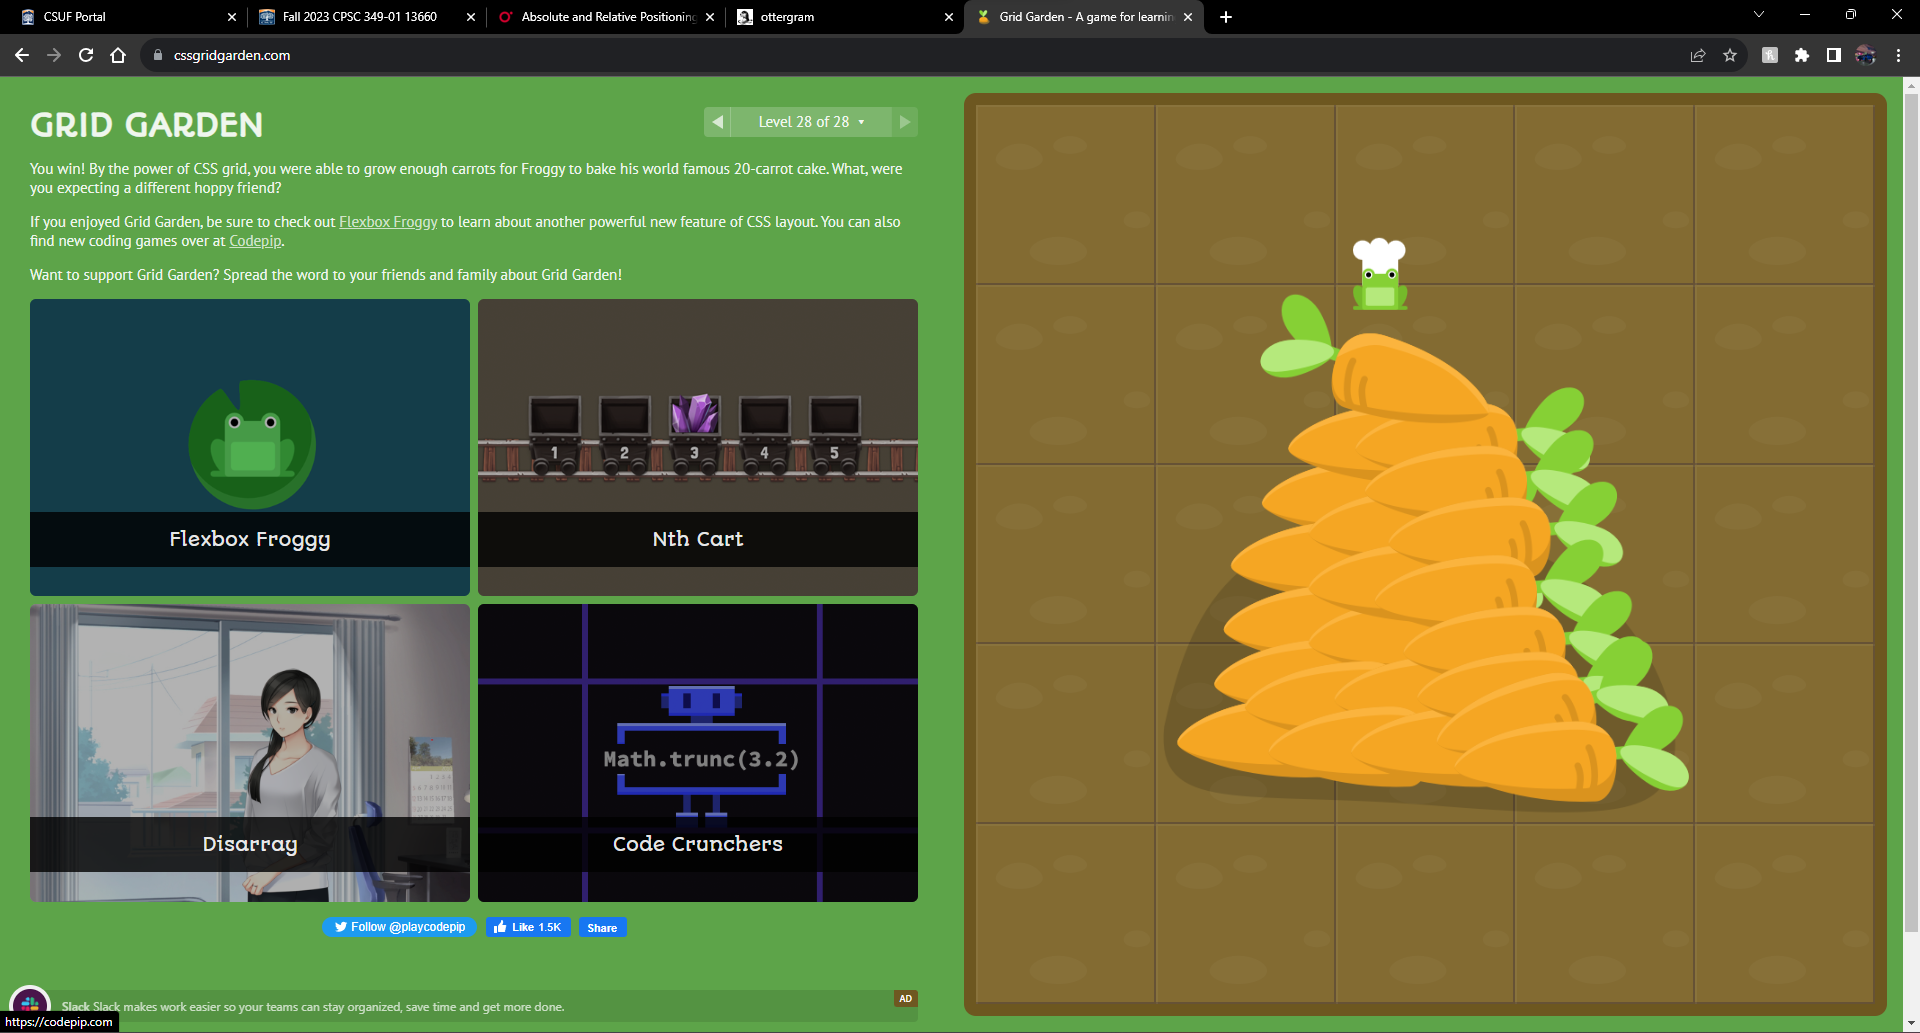 CSUF Portal
Fall 2023 CPSC 349-01 13660
Absolute and Relative Positioning
ottergram
Grid Garden - A game for learnin
cssgridgarden.com
GRID GARDEN
Level 28 of 28
You win! By the power of CSS grid, you were able to grow enough carrots for Froggy to bake his world famous 20-carrot cake. What, were
you expecting a different hoppy friend?
If you enjoyed Grid Garden, be sure to check out Flexbox Froggy to learn about another powerful new feature of CSS layout. You can also
find new coding games over at Codepip.
Want to support Grid Garden? Spread the word to your friends and family about Grid Garden!
Flexbox Froggy
1 2 3 4 5
Nth Cart
Disarray
Math.trunc(3.2)
Code Crunchers
Follow @playcodepip
Like 1.5K
Share
AD
Slack Slack makes work easier so your teams can stay organized, save time and get more done.
https://codepip.com